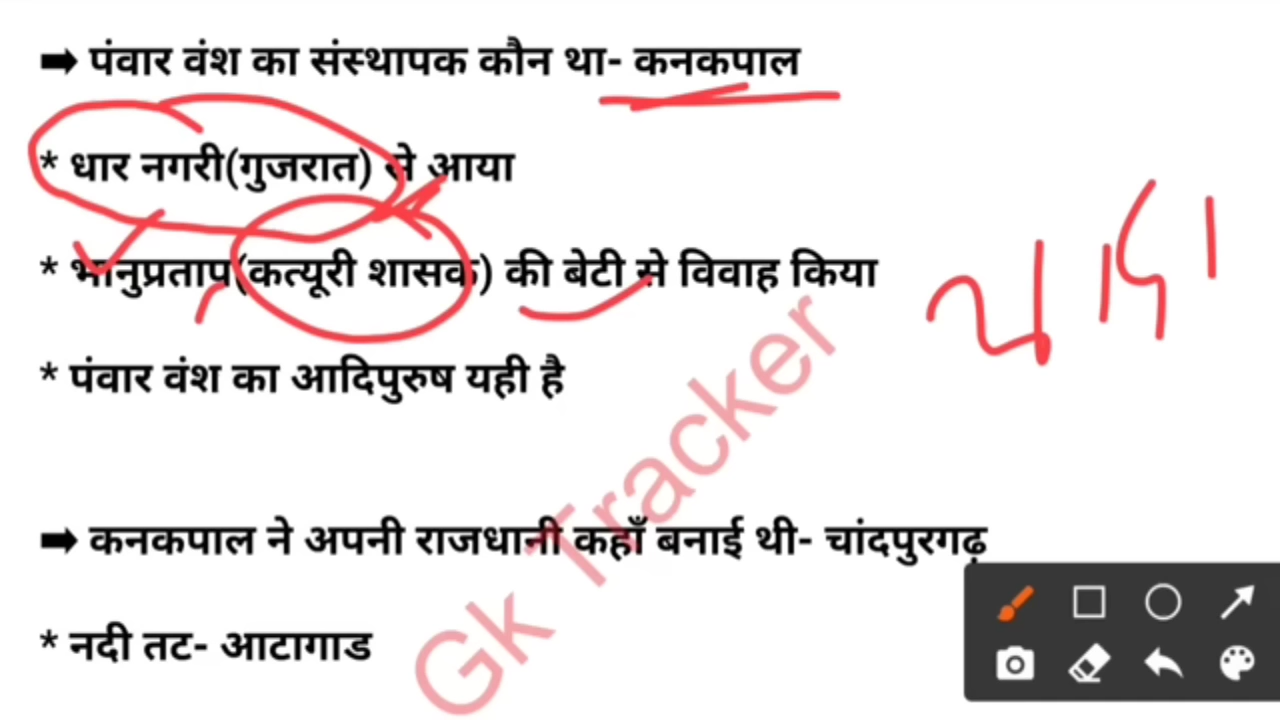 ➡ पंवार वंश का संस्थापक कौन था- कनकपाल
* धार नगरी(गुजरात) से आया
* भानुप्रताप(कत्यूरी शासक) की बेटी से विवाह किया
* पंवार वंश का आदिपुरुष यही है
➡ कनकपाल ने अपनी राजधानी कहाँ बनाई थी- चांदपुरगढ़
* नदी तट- आटागाड
Gk Tracker